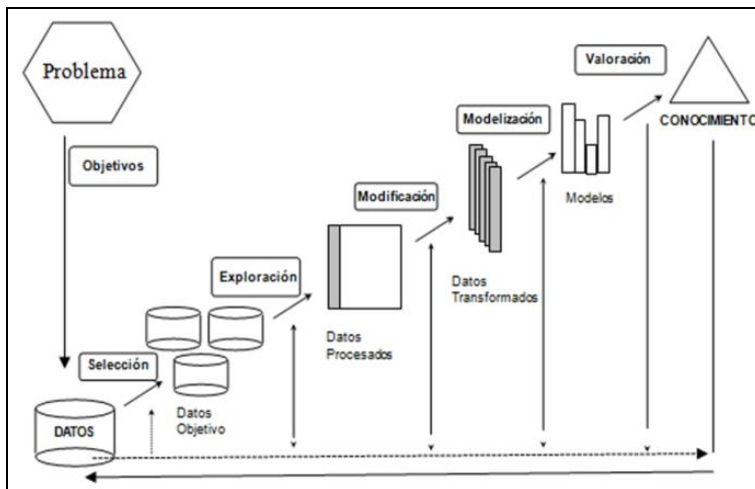 Problema
Objetivos
Selección
DATOS
Datos
Objetivo
Exploración
Datos
Procesados
Modificación
Datos
Transformados
Modelización
Modelos
Valoración
CONOCIMIENTO